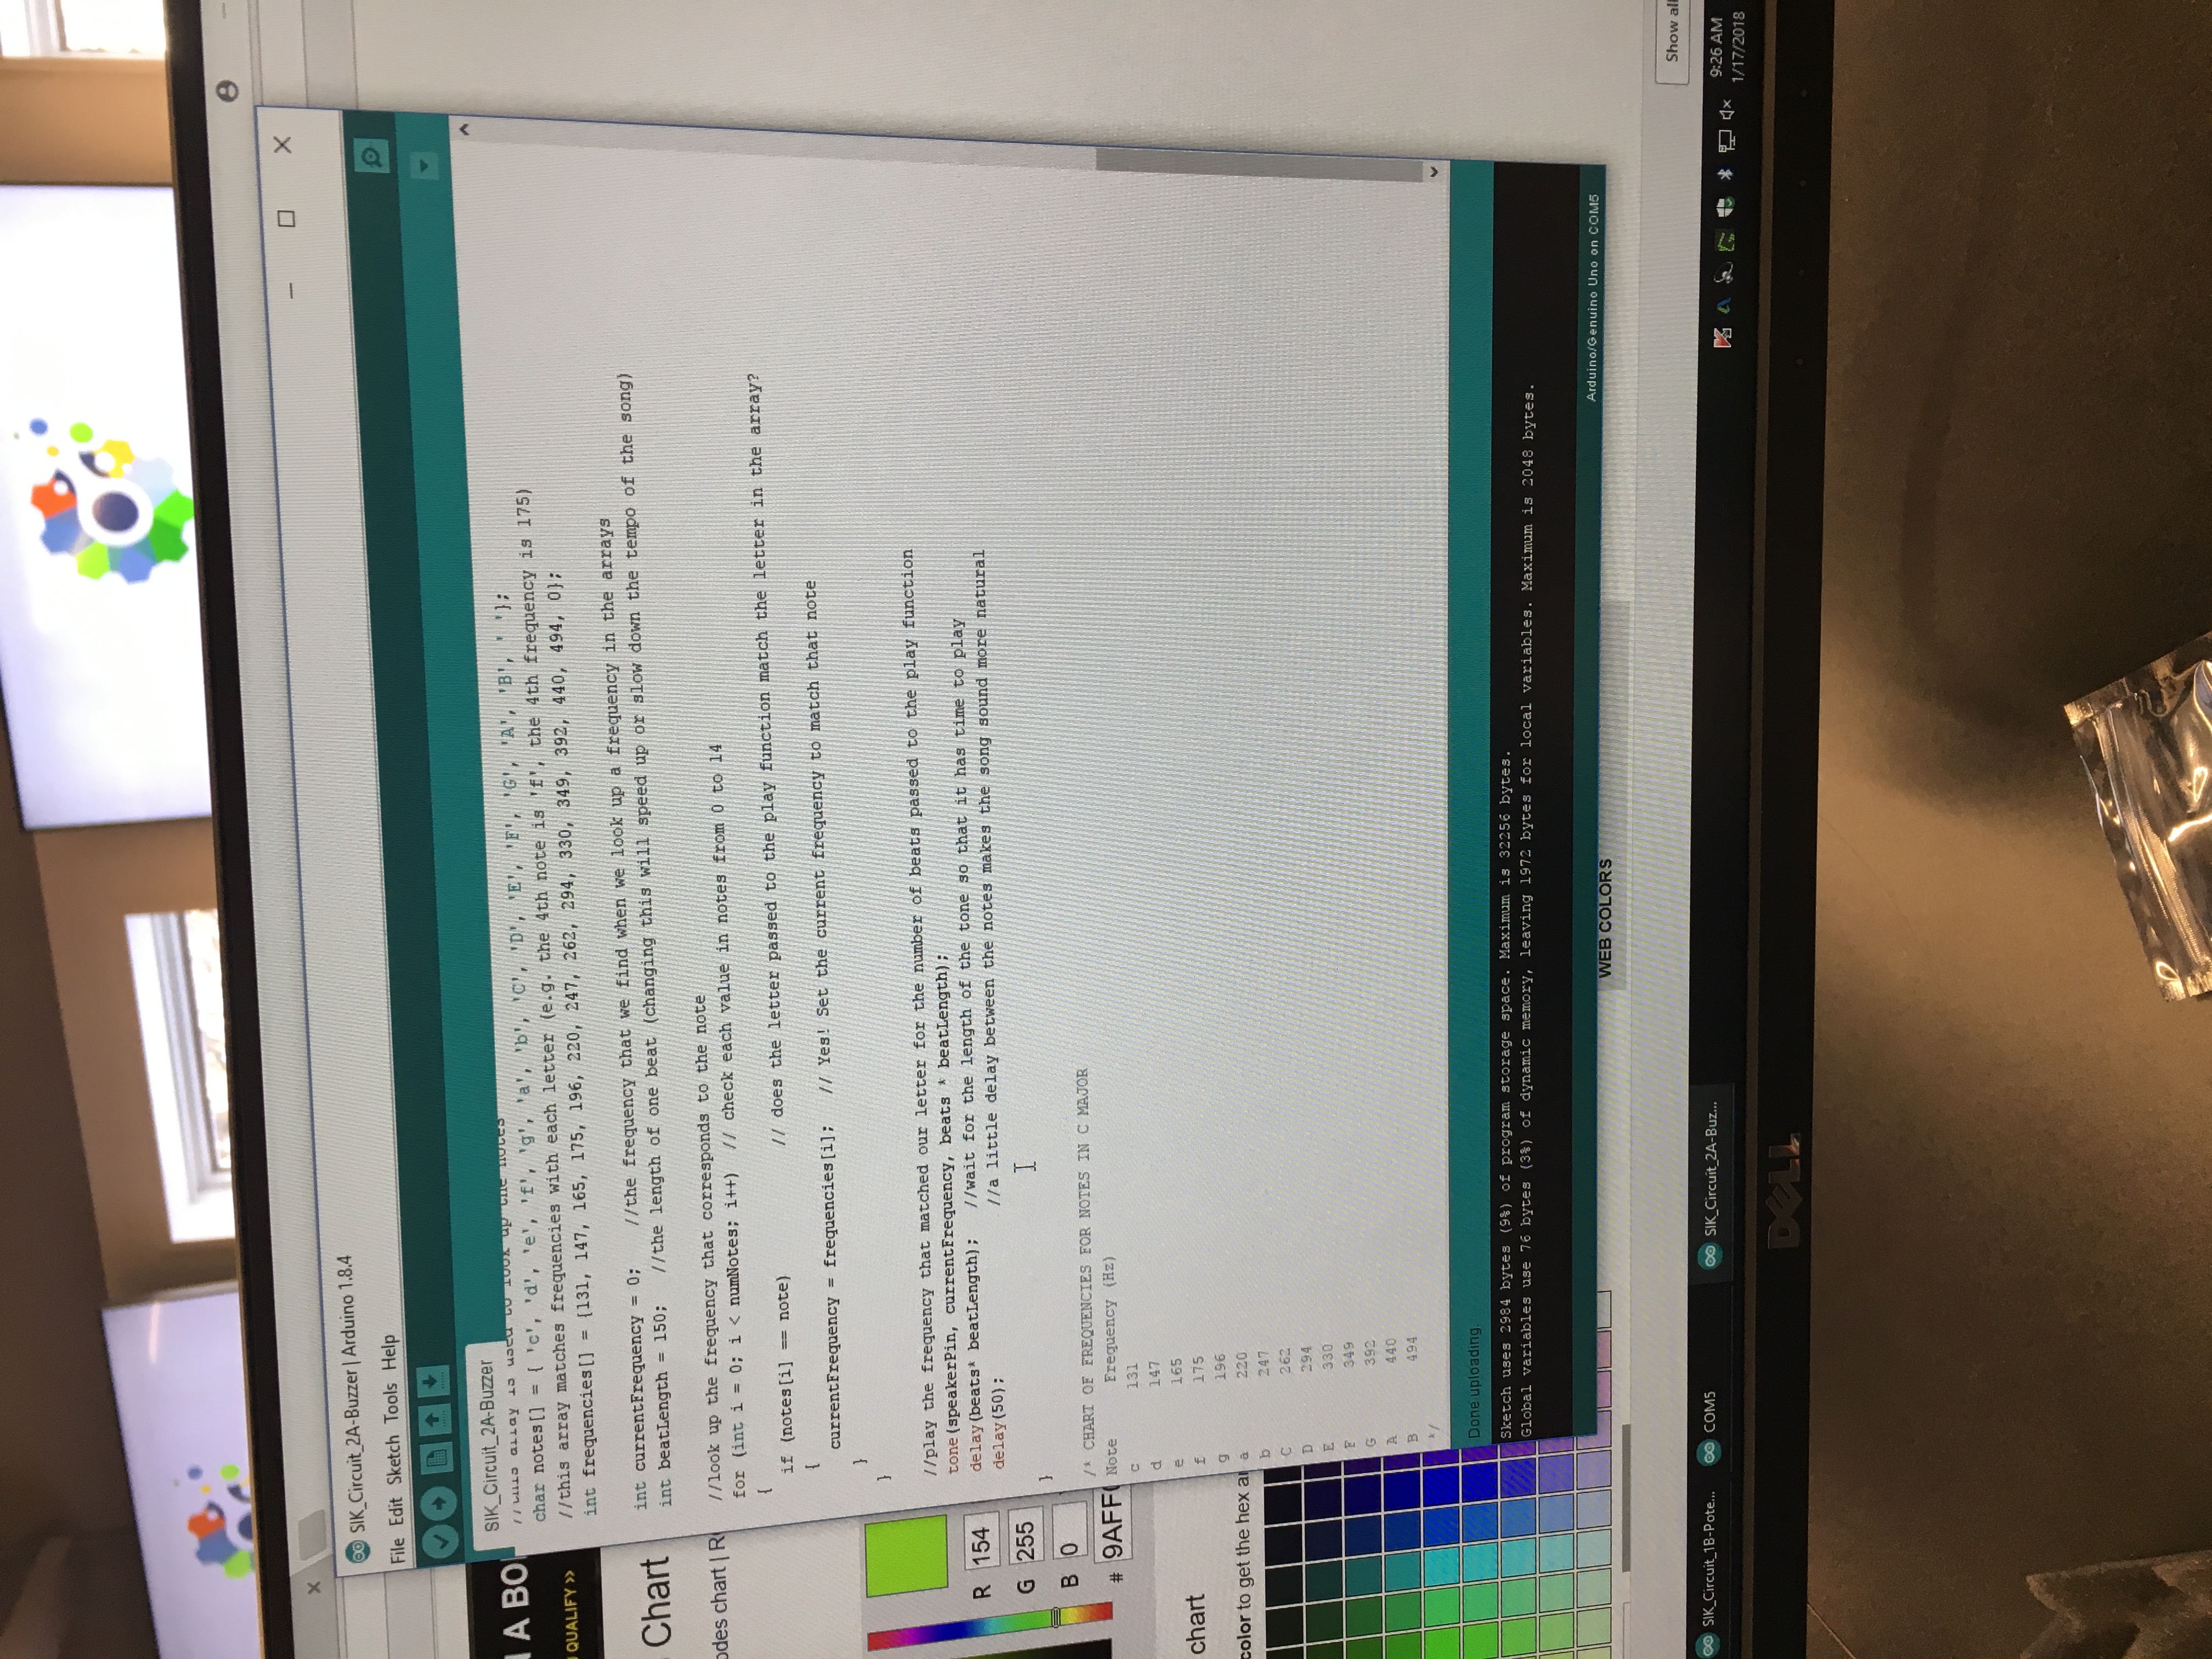 SIK_Circuit_2A-Buzzer | Arduino 1.8.4
File Edit Sketch Tools Help
SIK_Circuit_2A-Buzzer
//this array is used to look up the notes
char notes[] = { 'c', 'd', 'e', 'f', 'g', 'a', 'b', 'C', 'D', 'E', 'F', 'G', 'A', 'B', ' '};
//this array matches frequencies with each letter (e.g. the 4th note is 'f', the 4th frequency is 175)
int frequencies[] = {131, 147, 165, 175, 196, 220, 247, 262, 294, 330, 349, 392, 440, 494, 0};
int currentFrequency = 0; //the frequency that we find when we look up a frequency in the arrays
int beatLength = 150; //the length of one beat (changing this will speed up or slow down the tempo of the song)
//look up the frequency that corresponds to the note
for (int i = 0; i < numNotes; i++) // check each value in notes from 0 to 14
{
if (notes[i] == note) // does the letter passed to the play function match the letter in the array?
{
currentFrequency = frequencies[i]; // Yes! Set the current frequency to match that note
}
}
//play the frequency that matched our letter for the number of beats passed to the play function
tone(speakerPin, currentFrequency, beats * beatLength);
delay(beats* beatLength); //wait for the length of the tone so that it has time to play
delay(50); //a little delay between the notes makes the song sound more natural
}
/* CHART OF FREQUENCIES FOR NOTES IN C MAJOR
Note Frequency (Hz)
c 131
d 147
e 165
f 175
g 196
a 220
b 247
C 262
D 294
E 330
F 349
G 392
A 440
B 494
*/
Done uploading.
Sketch uses 2984 bytes (9%) of program storage space. Maximum is 32256 bytes.
Global variables use 76 bytes (3%) of dynamic memory, leaving 1972 bytes for local variables. Maximum is 2048 bytes.
Arduino/Genuino Uno on COM5
A BO
QUALIFY >>
Chart
odes chart | R
R 154
G 255
B 0
# 9AFF
chart
color to get the hex a
WEB COLORS
Show all
SIK_Circuit_1B-Pote...
COM5
SIK_Circuit_2A-Buz...
9:26 AM
1/17/2018
DELL